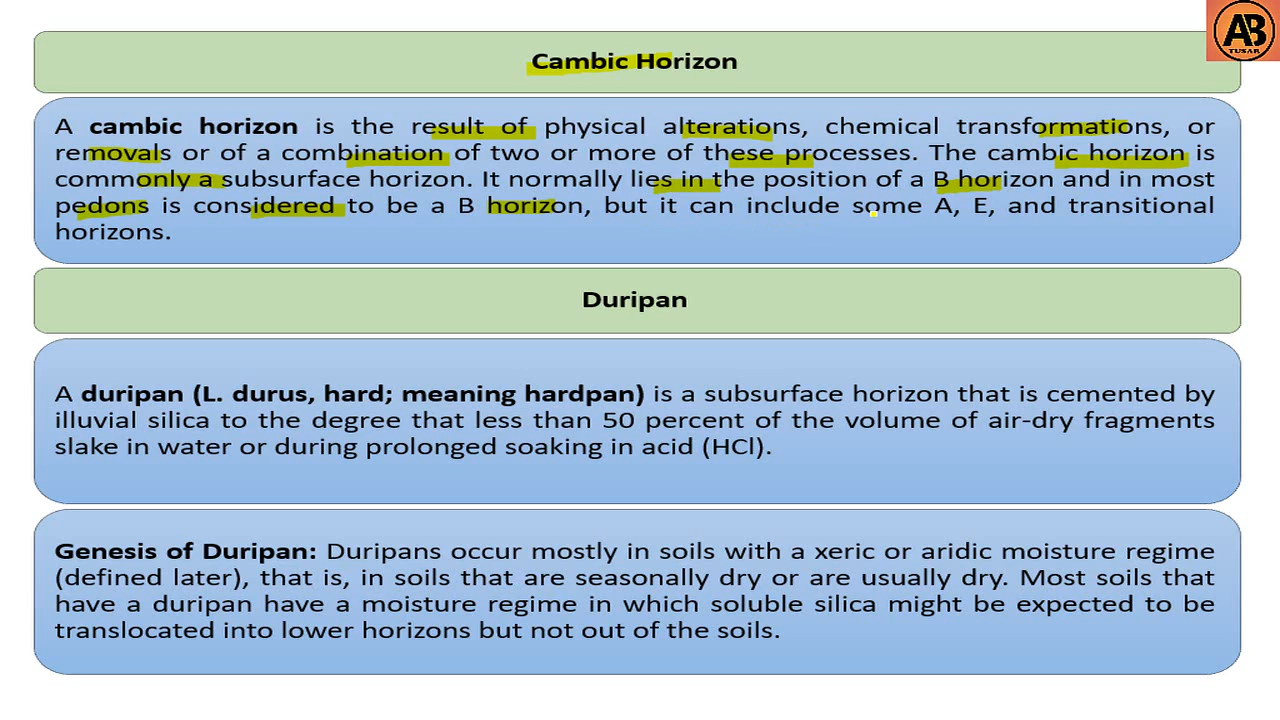 AB
TUSAR
Cambic Horizon
A cambic horizon is the result of physical alterations, chemical transformations, or
removals or of a combination of two or more of these processes. The cambic horizon is
commonly a subsurface horizon. It normally lies in the position of a B horizon and in most
pedons is considered to be a B horizon, but it can include some A, E, and transitional
horizons.
Duripan
A duripan (L. durus, hard; meaning hardpan) is a subsurface horizon that is cemented by
illuvial silica to the degree that less than 50 percent of the volume of air-dry fragments
slake in water or during prolonged soaking in acid (HCl).
Genesis of Duripan: Duripans occur mostly in soils with a xeric or aridic moisture regime
(defined later), that is, in soils that are seasonally dry or are usually dry. Most soils that
have a duripan have a moisture regime in which soluble silica might be expected to be
translocated into lower horizons but not out of the soils.